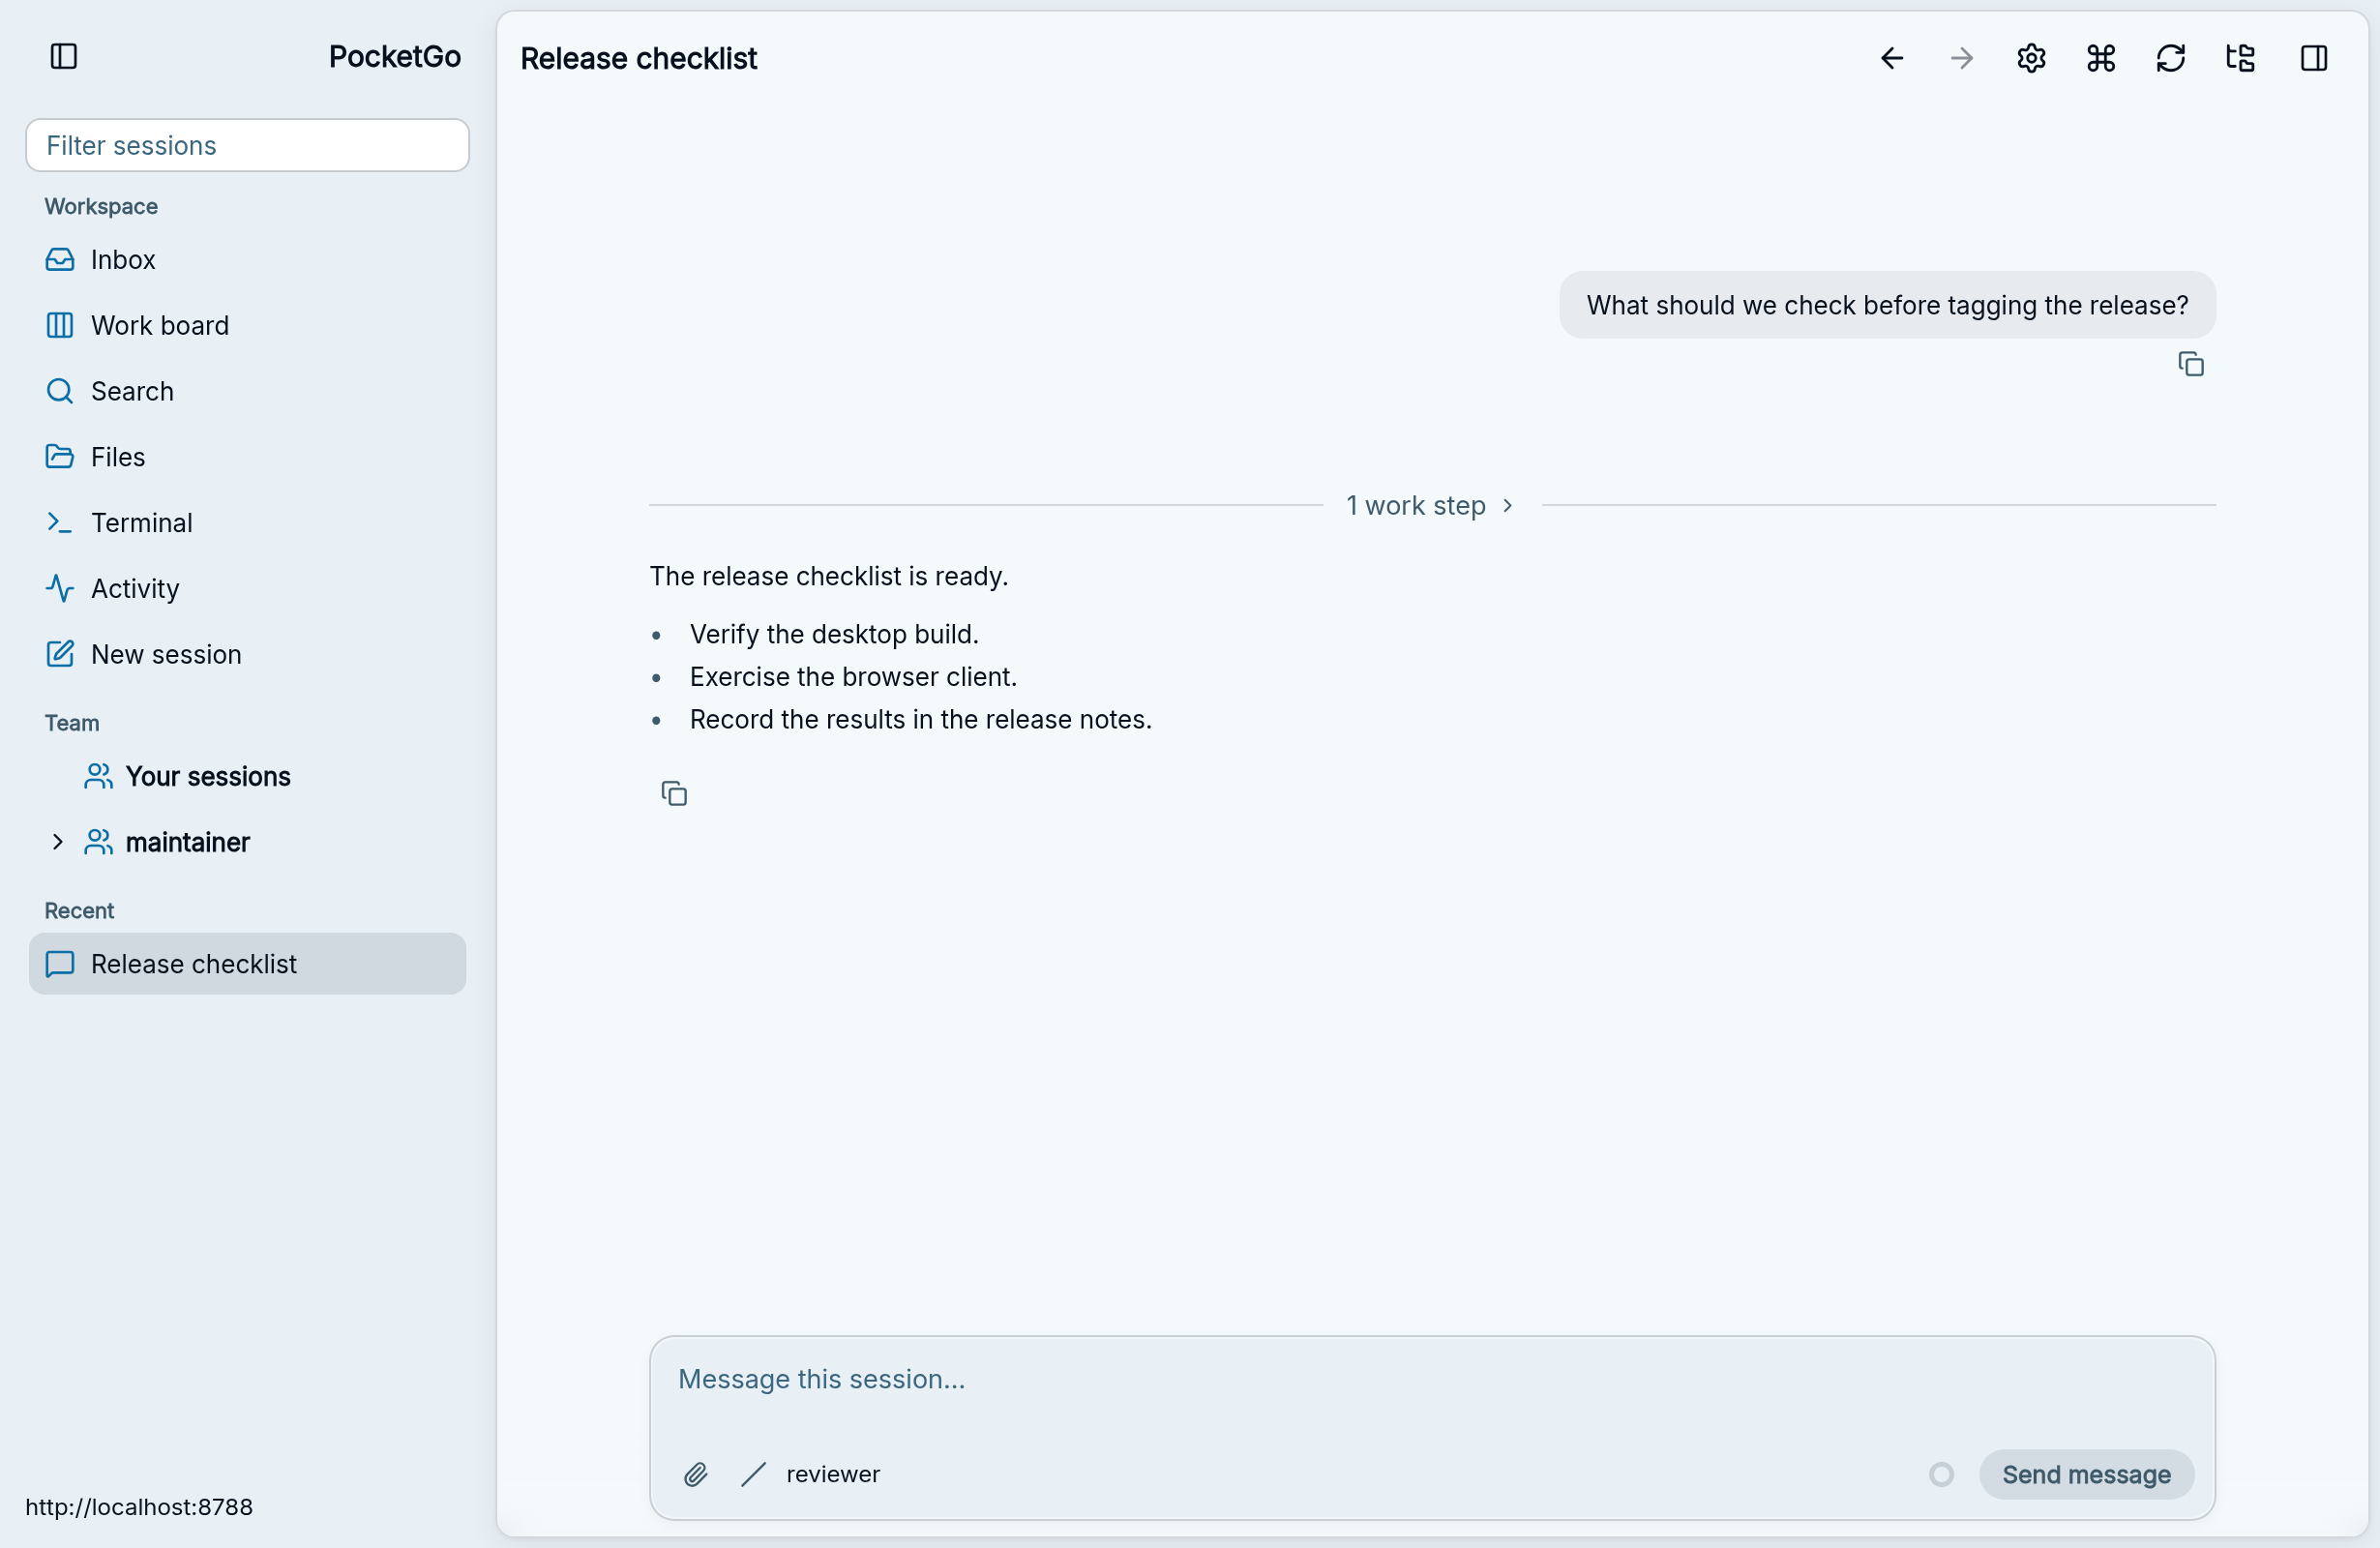 PocketGo
Filter sessions
Workspace
Inbox
Work board
Search
Files
Terminal
Activity
New session
Team
Your sessions
maintainer
Recent
Release checklist
http://localhost:8788
Release checklist
What should we check before tagging the release?
1 work step
The release checklist is ready.
• Verify the desktop build.
• Exercise the browser client.
• Record the results in the release notes.
Message this session...
reviewer
Send message